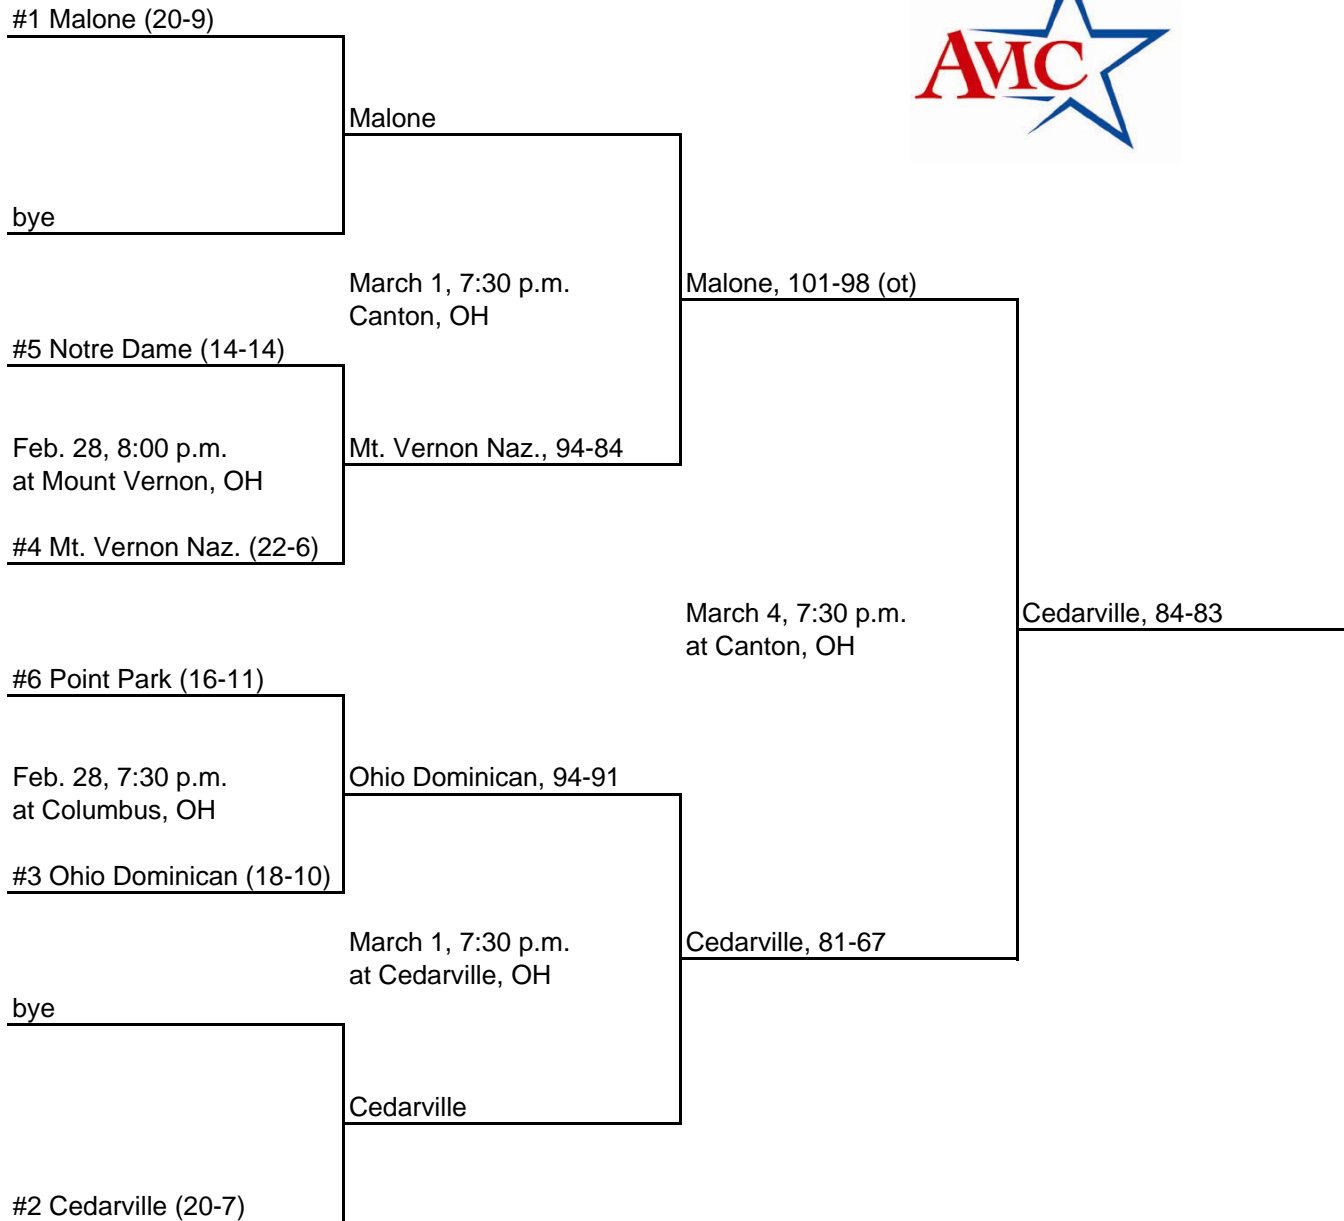 #1 Malone (20-9)
AMC
Malone
bye
March 1, 7:30 p.m.
Canton, OH
Malone, 101-98 (ot)
#5 Notre Dame (14-14)
Feb. 28, 8:00 p.m.
at Mount Vernon, OH
Mt. Vernon Naz., 94-84
#4 Mt. Vernon Naz. (22-6)
March 4, 7:30 p.m.
at Canton, OH
Cedarville, 84-83
#6 Point Park (16-11)
Feb. 28, 7:30 p.m.
at Columbus, OH
Ohio Dominican, 94-91
#3 Ohio Dominican (18-10)
March 1, 7:30 p.m.
at Cedarville, OH
Cedarville, 81-67
bye
Cedarville
#2 Cedarville (20-7)